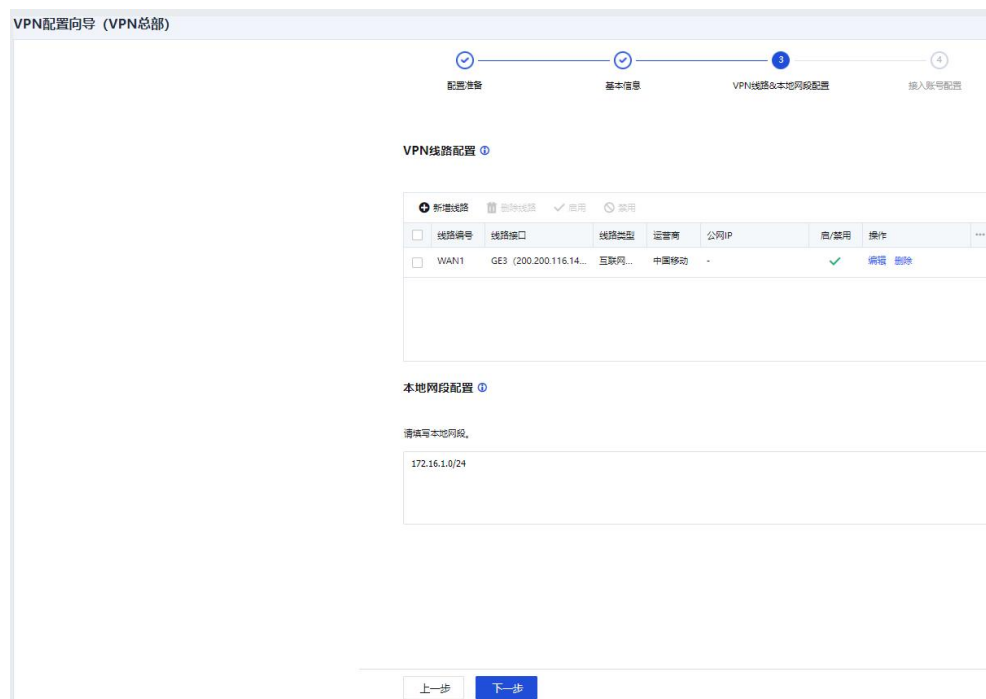 VPN配置向导（VPN总部）
3
4
配置准备
基本信息
VPN线路&本地网段配置
接入账号配置
VPN线路配置
新增线路 删除线路 启用 禁用
线路编号 线路接口 线路类型 运营商 公网IP 启/禁用 操作
WAN1 GE3（200.200.116.14... 互联网... 中国移动 - 编辑 删除
本地网段配置
请填写本地网段。
172.16.1.0/24
上一步 下一步